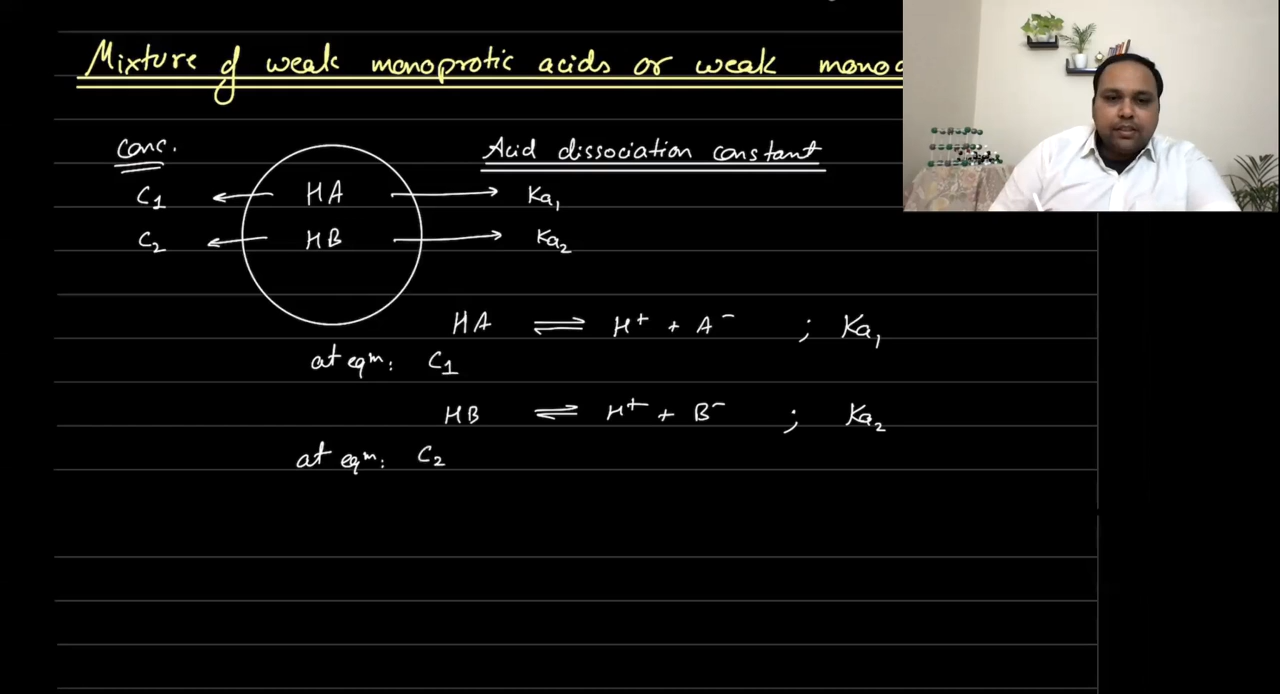 Mixture of weak monoprotic acids or weak monoc
Conc. Acid dissociation constant
C₁ HA Ka₁
C₂ HB Ka₂
HA ⇌ H⁺ + A⁻ ; Ka₁
at eqᵐ: C₁
HB ⇌ H⁺ + B⁻ ; Ka₂
at eqᵐ: C₂